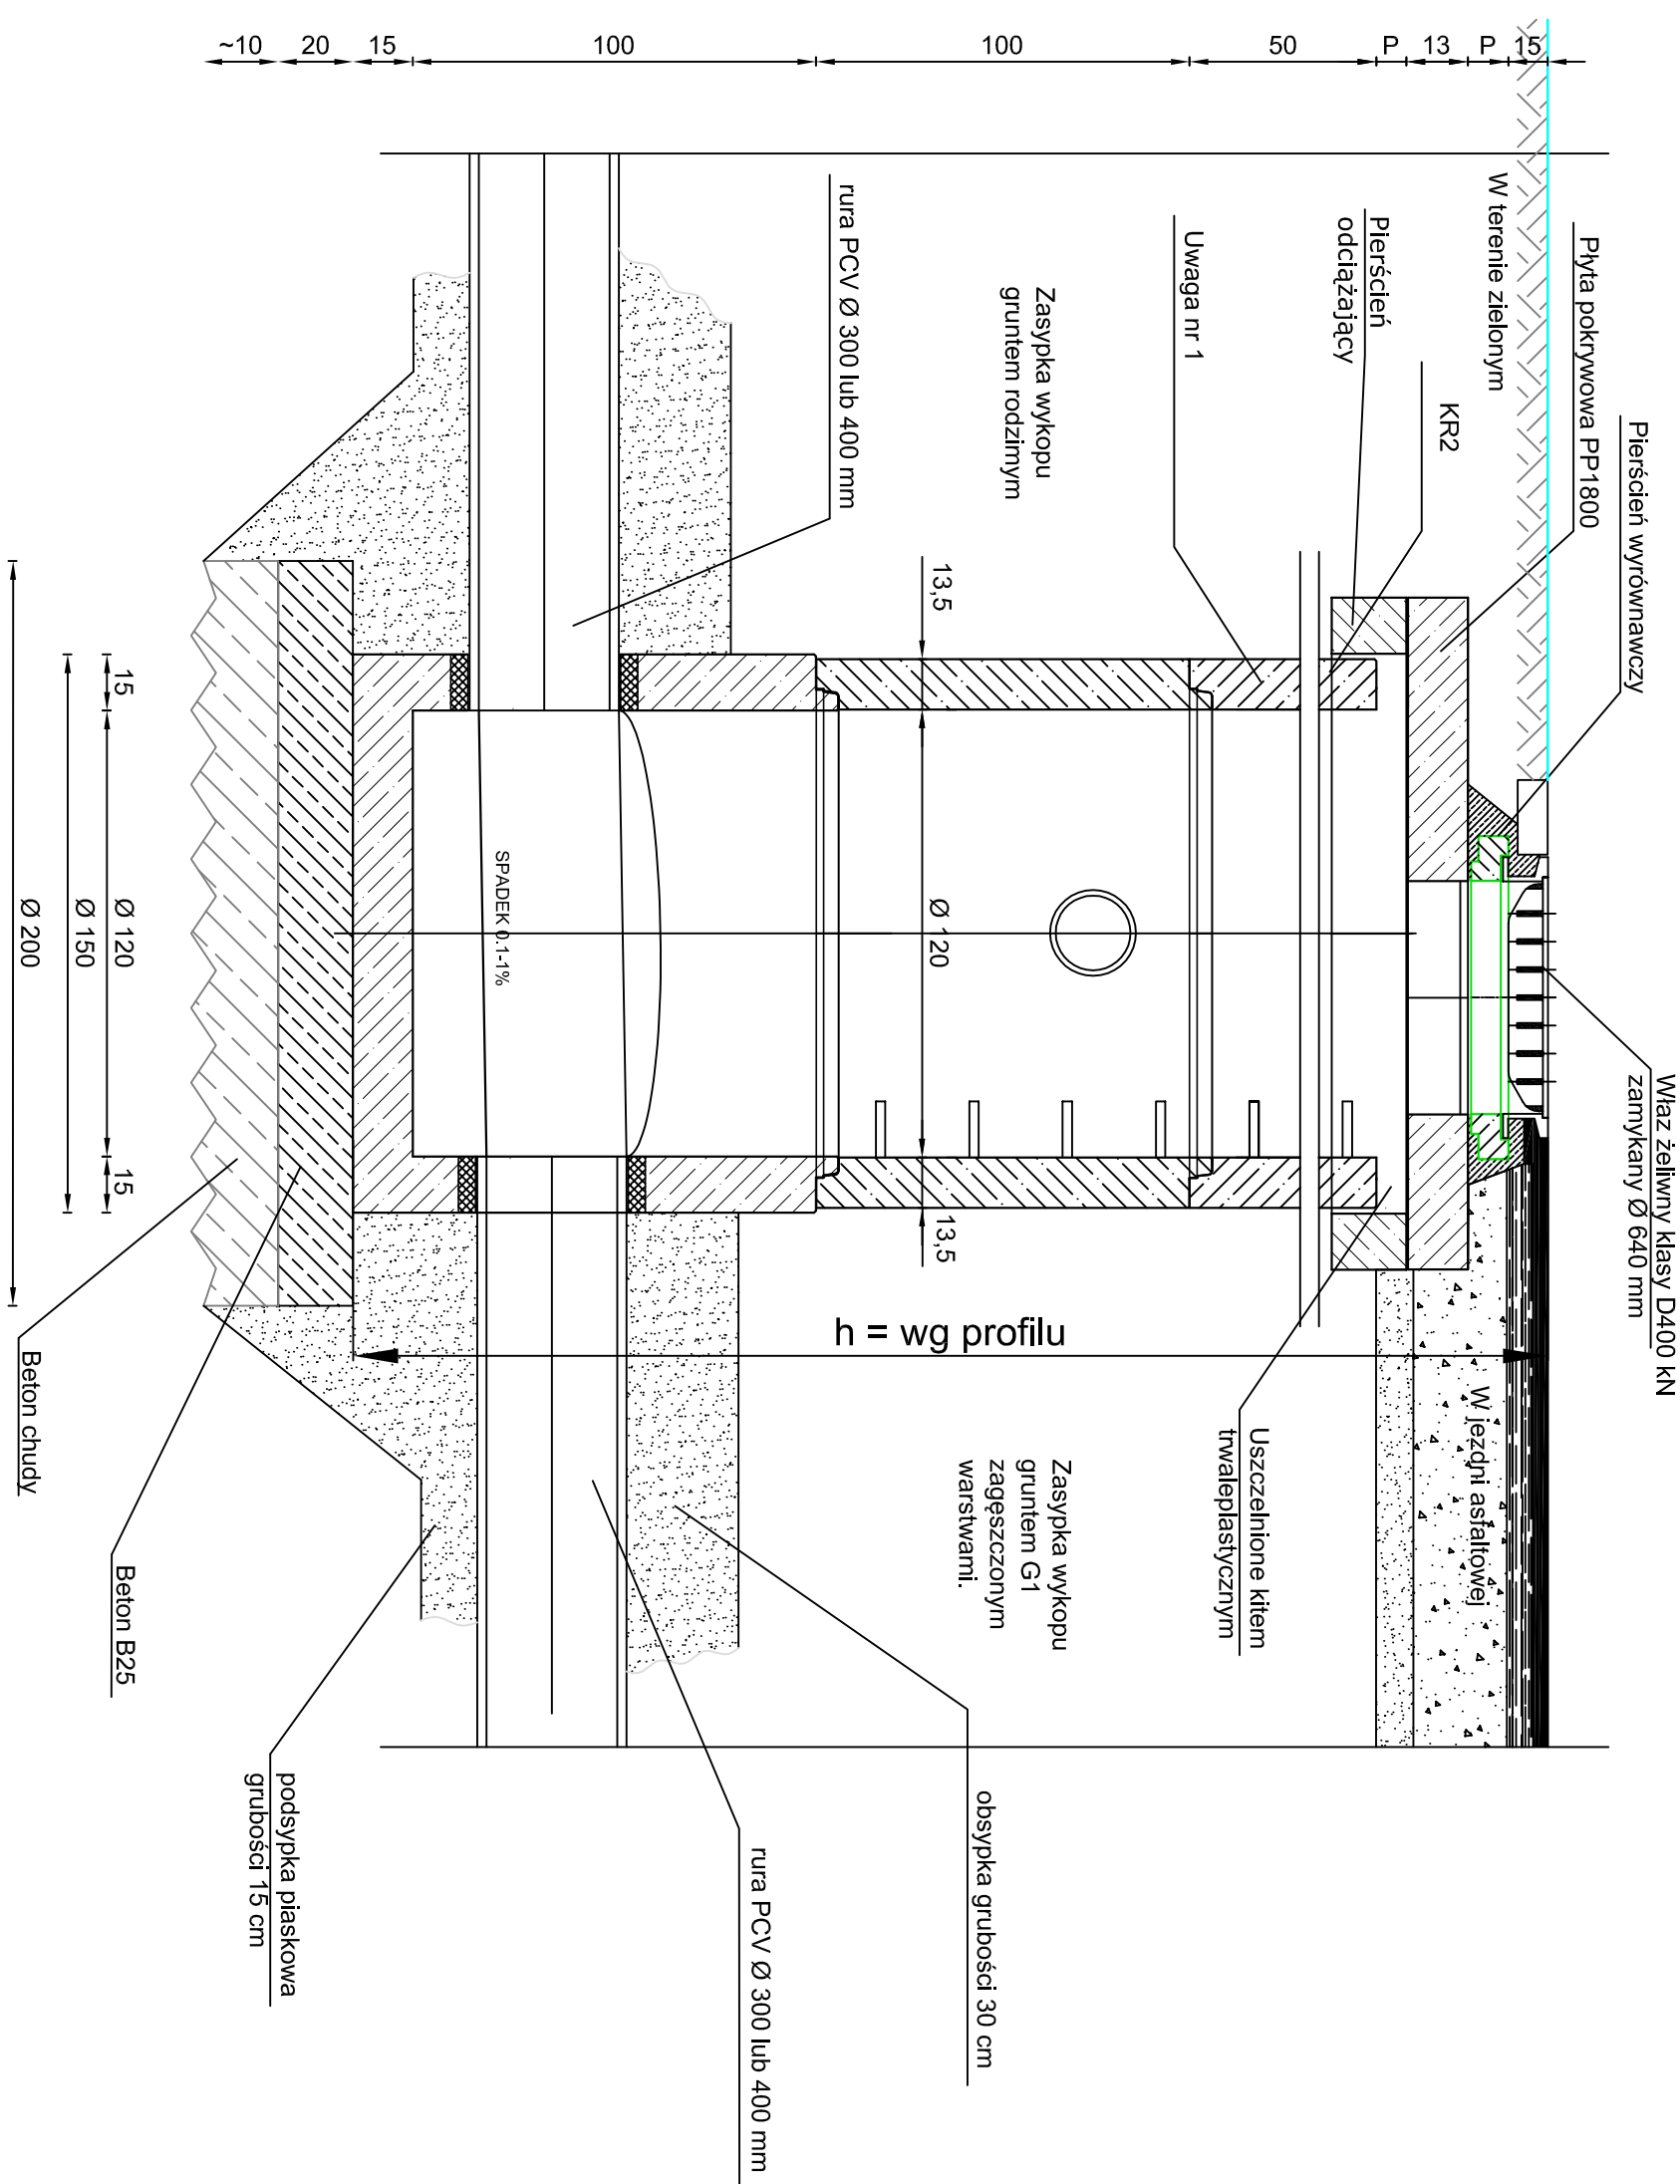 ~10
20
15
100
100
50
P
13
P
15
Właz żeliwny klasy D400 kN
zamykany Ø 640 mm
Pierścień wyrównawczy
Płyta pokrywowa PP1800
W terenie zielonym
W jezdni asfaltowej
KR2
Pierścień
odciążający
Uwaga nr 1
Uszczelnione kitem
trwaleplastycznym
Zasypka wykopu
gruntem rodzimym
Zasypka wykopu
gruntem G1
zagęszczonym
warstwami.
h = wg profilu
13,5
Ø 120
13,5
rura PCV Ø 300 lub 400 mm
obsypka grubości 30 cm
rura PCV Ø 300 lub 400 mm
SPADEK 0.1-1%
podsypka piaskowa
grubości 15 cm
15
Ø 120
15
Beton B25
Ø 150
Ø 200
Beton chudy